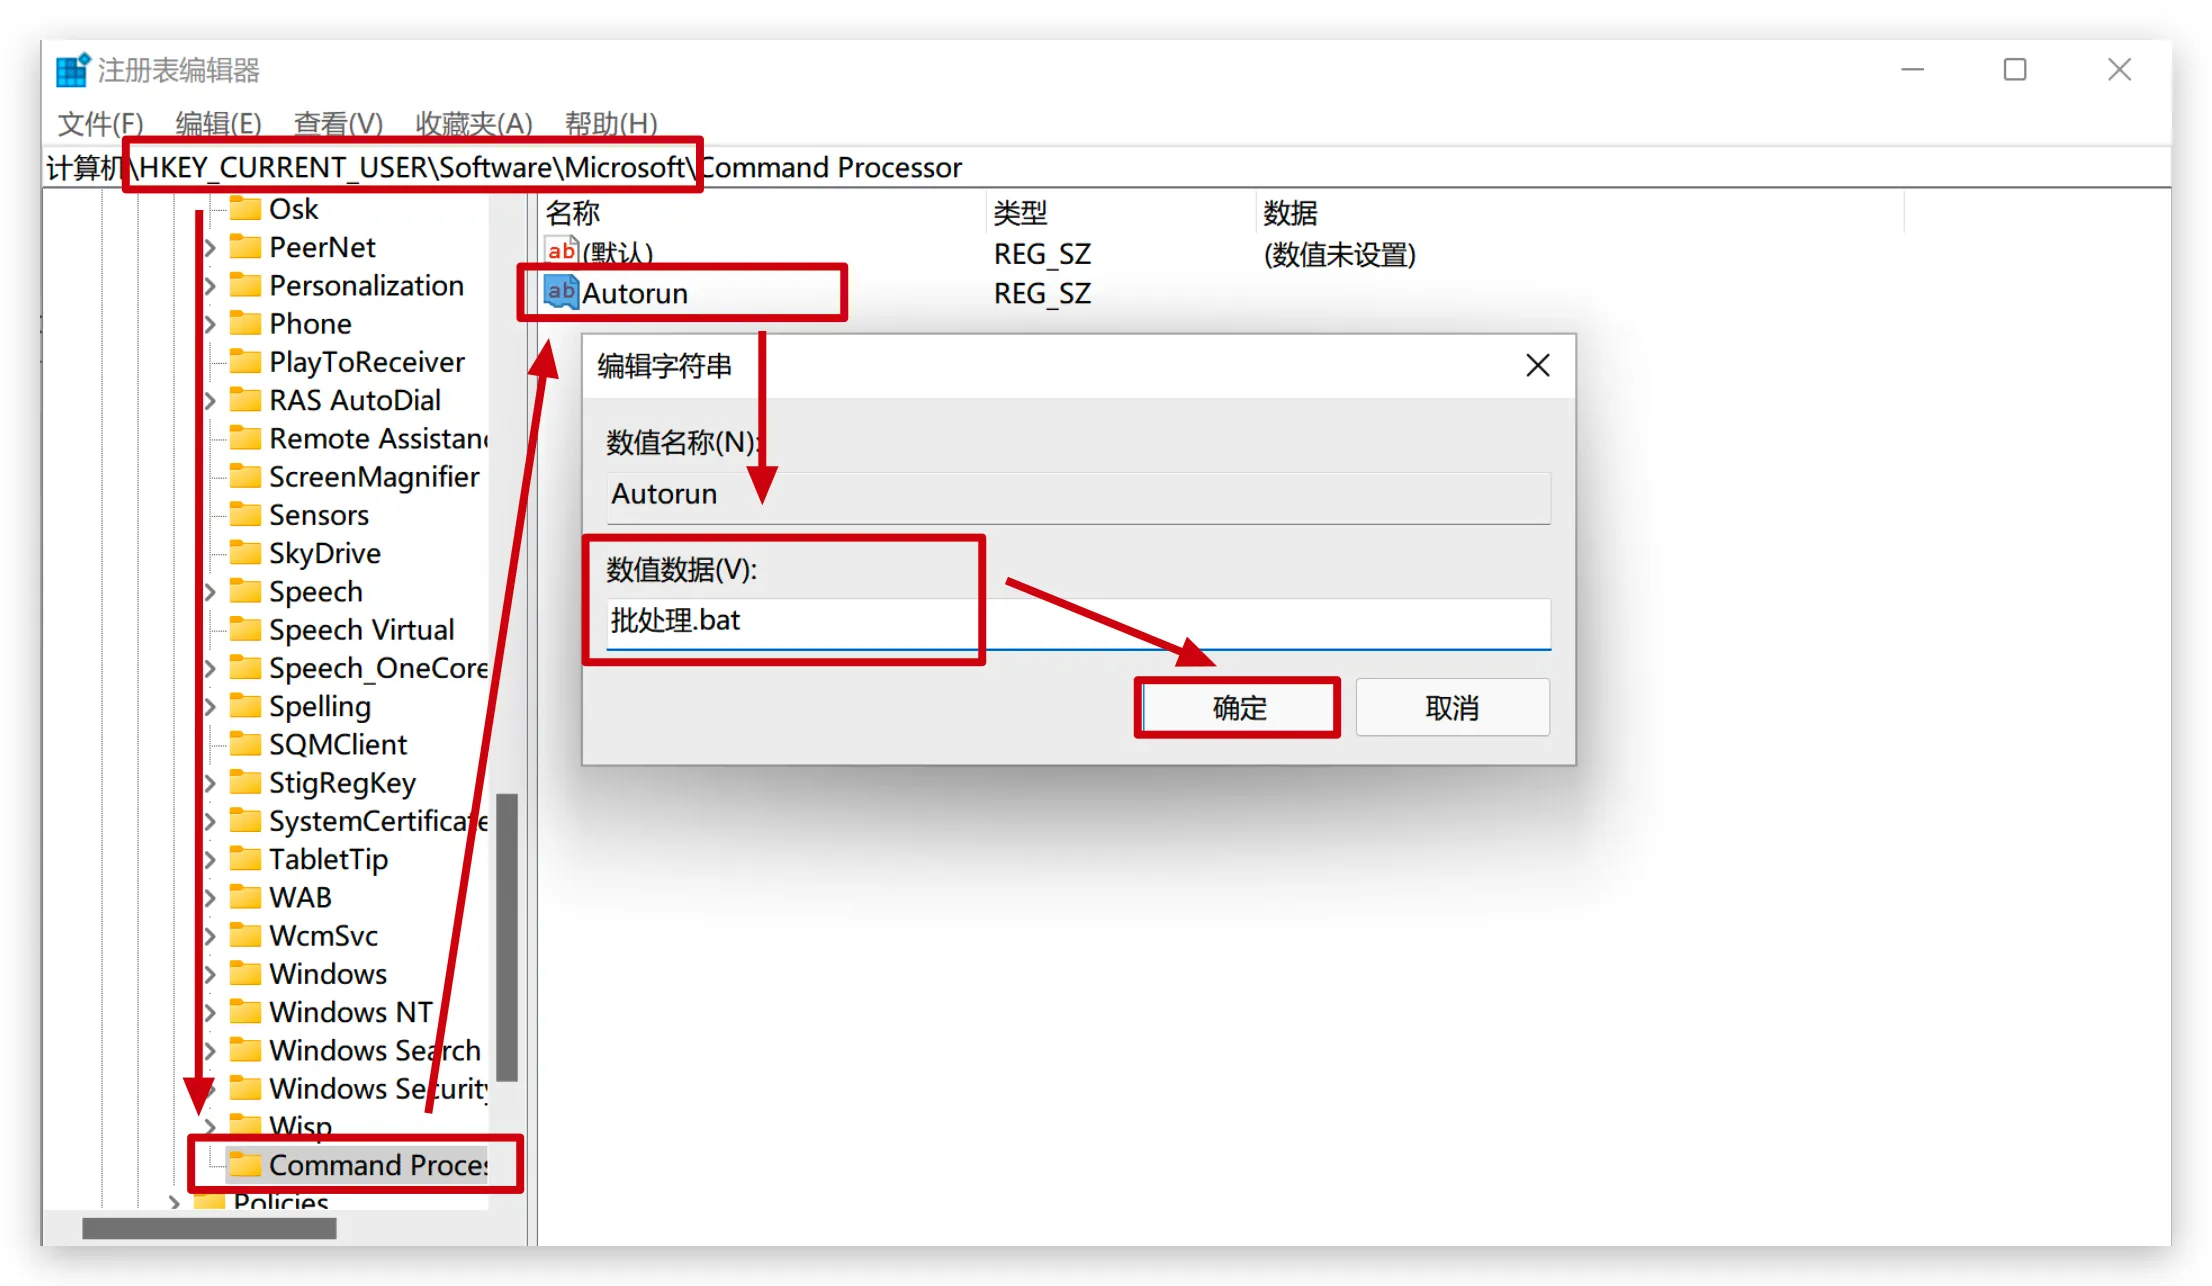 注册表编辑器
文件(F) 编辑(E) 查看(V) 收藏夹(A) 帮助(H)
计算机\HKEY_CURRENT_USER\Software\Microsoft\Command Processor
Osk
PeerNet
Personalization
Phone
PlayToReceiver
RAS AutoDial
Remote Assistanc
ScreenMagnifier
Sensors
SkyDrive
Speech
Speech Virtual
Speech_OneCore
Spelling
SQMClient
StigRegKey
SystemCertificate
TabletTip
WAB
WcmSvc
Windows
Windows NT
Windows Search
Windows Security
Wisp
Command Proces
Policies
名称 类型 数据
ab (默认) REG_SZ (数值未设置)
ab Autorun REG_SZ
编辑字符串
数值名称(N):
Autorun
数值数据(V):
批处理.bat
确定 取消